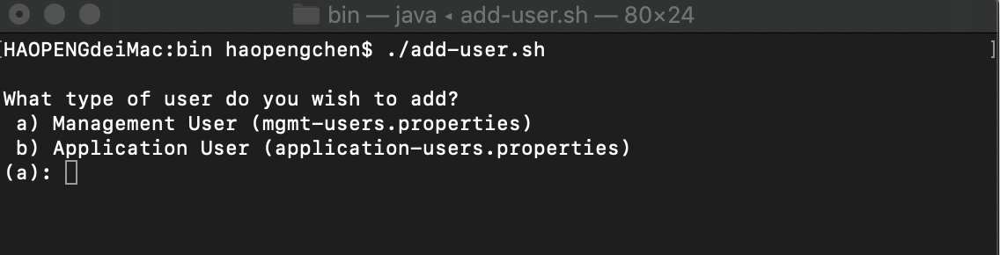 bin — java ◂ add-user.sh — 80×24
[HAOPENGdeiMac:bin haopengchen$ ./add-user.sh ]
What type of user do you wish to add?
a) Management User (mgmt-users.properties)
b) Application User (application-users.properties)
(a):